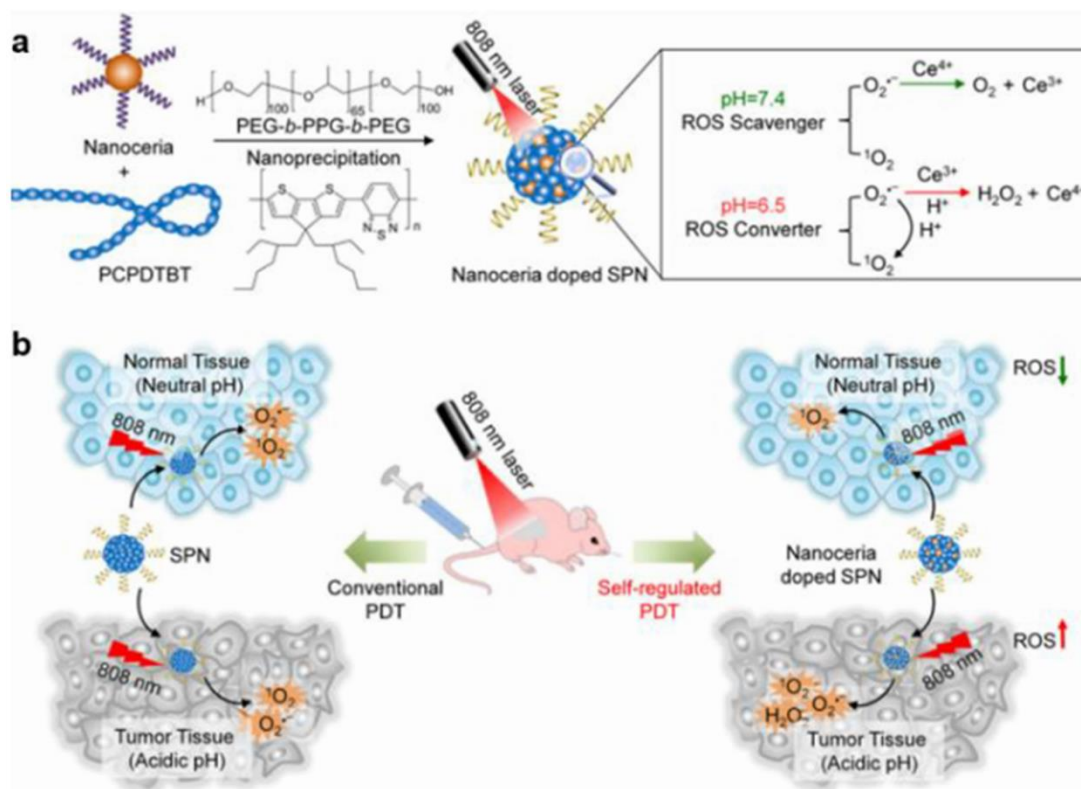 a
Nanoceria
+
PCPDTBT
H O 100 O 65 O 100 OH
PEG-b-PPG-b-PEG
Nanoprecipitation
S S N S N n
808 nm laser
Nanoceria doped SPN
pH=7.4
ROS Scavenger
O₂•⁻ Ce⁴⁺ O₂ + Ce³⁺
¹O₂
pH=6.5
ROS Converter
O₂•⁻ Ce³⁺ H⁺ H₂O₂ + Ce⁴
H⁺
¹O₂
b
Normal Tissue
(Neutral pH)
808 nm
O₂•⁻
¹O₂
SPN
808 nm
¹O₂
O₂•⁻
Tumor Tissue
(Acidic pH)
808 nm laser
Conventional
PDT
Self-regulated
PDT
Normal Tissue
(Neutral pH)
ROS
¹O₂
808 nm
Nanoceria
doped SPN
ROS
808 nm
¹O₂
O₂•⁻
H₂O₂
Tumor Tissue
(Acidic pH)